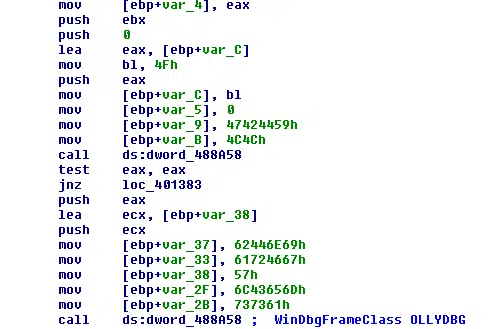 mov [ebp+var_4], eax
push ebx
push 0
lea eax, [ebp+var_C]
mov bl, 4Fh
push eax
mov [ebp+var_C], bl
mov [ebp+var_5], 0
mov [ebp+var_9], 47424459h
mov [ebp+var_B], 4C4Ch
call ds:dword_488A58
test eax, eax
jnz loc_401383
push eax
lea ecx, [ebp+var_38]
push ecx
mov [ebp+var_37], 62446E69h
mov [ebp+var_33], 61724667h
mov [ebp+var_38], 57h
mov [ebp+var_2F], 6C43656Dh
mov [ebp+var_2B], 737361h
call ds:dword_488A58 ; WinDbgFrameClass OLLYDBG